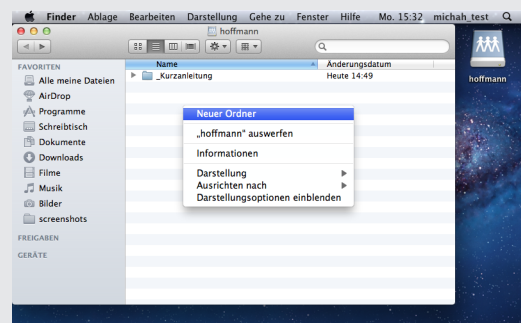 Finder Ablage Bearbeiten Darstellung Gehe zu Fenster Hilfe Mo. 15:32 michah_test
hoffmann
Name Änderungsdatum
_Kurzanleitung Heute 14:49
FAVORITEN
Alle meine Dateien
AirDrop
Programme
Schreibtisch
Dokumente
Downloads
Filme
Musik
Bilder
screenshots
FREIGABEN
GERÄTE
Neuer Ordner
„hoffmann" auswerfen
Informationen
Darstellung
Ausrichten nach
Darstellungsoptionen einblenden
hoffmann